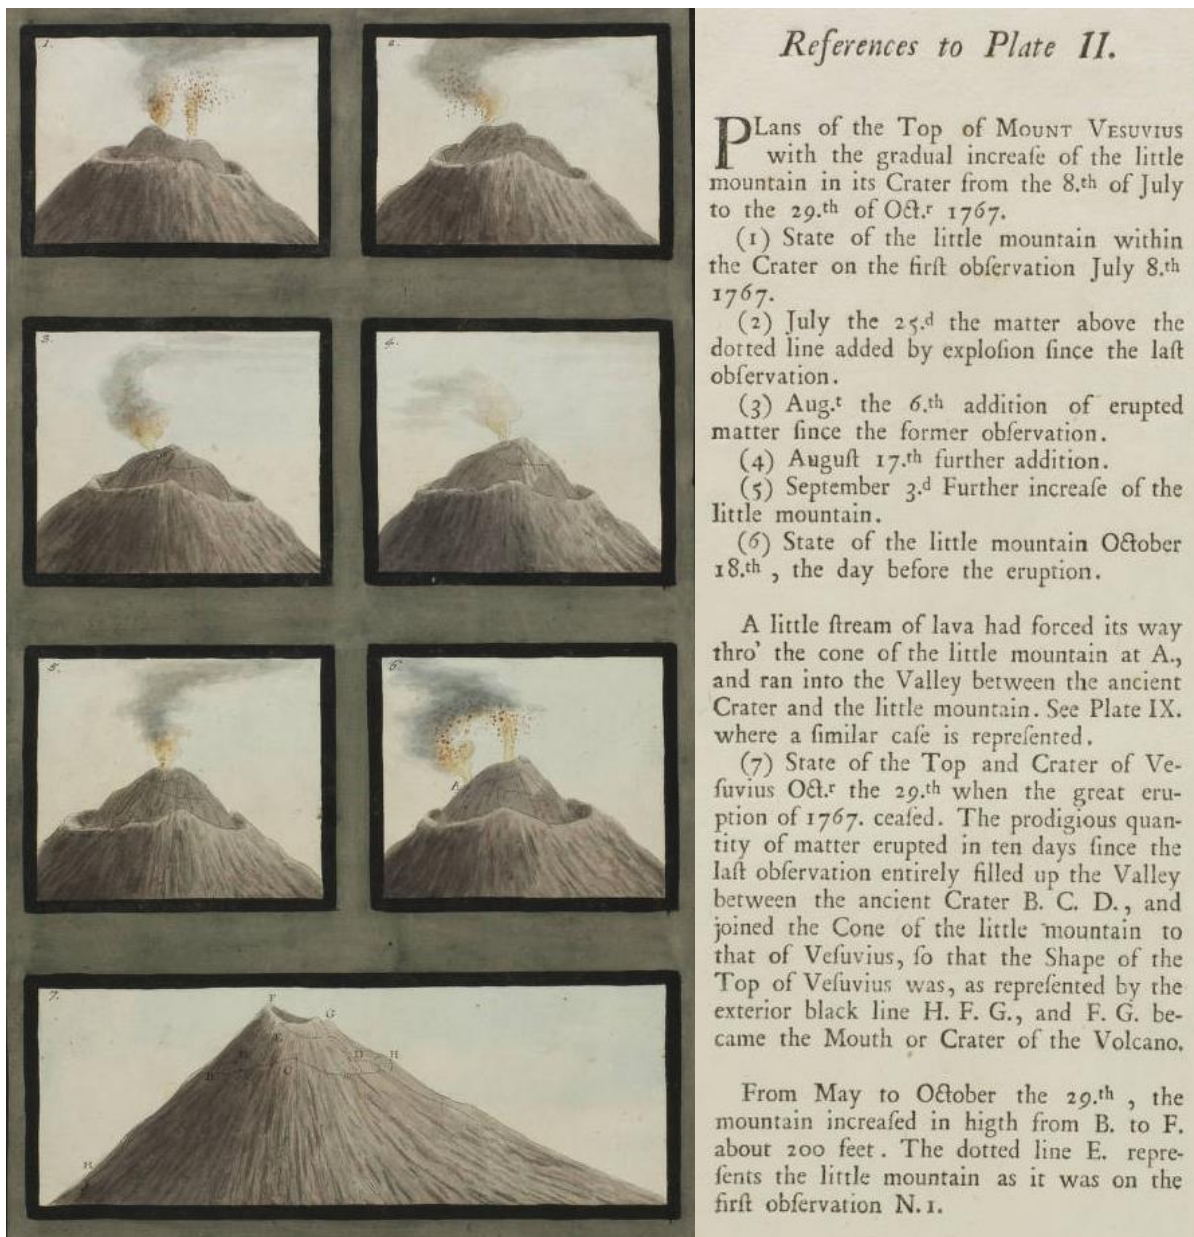 1.
2.
3.
4.
5.
6.
A
7.
F
G
E
H
D
B
C
H
References to Plate II.
PLans of the Top of MOUNT VESUVIUS
with the gradual increaſe of the little
mountain in its Crater from the 8.th of July
to the 29.th of Oct.r 1767.
(1) State of the little mountain within
the Crater on the firſt obſervation July 8.th
1767.
(2) July the 25.d the matter above the
dotted line added by exploſion ſince the laſt
obſervation.
(3) Aug.t the 6.th addition of erupted
matter ſince the former obſervation.
(4) Auguſt 17.th further addition.
(5) September 3.d Further increaſe of the
little mountain.
(6) State of the little mountain October
18.th , the day before the eruption.
A little ſtream of lava had forced its way
thro' the cone of the little mountain at A.,
and ran into the Valley between the ancient
Crater and the little mountain. See Plate IX.
where a ſimilar caſe is repreſented.
(7) State of the Top and Crater of Ve-
ſuvius Oct.r the 29.th when the great eru-
ption of 1767. ceaſed. The prodigious quan-
tity of matter erupted in ten days ſince the
laſt obſervation entirely filled up the Valley
between the ancient Crater B. C. D., and
joined the Cone of the little mountain to
that of Veſuvius, ſo that the Shape of the
Top of Veſuvius was, as repreſented by the
exterior black line H. F. G., and F. G. be-
came the Mouth or Crater of the Volcano.
From May to October the 29.th , the
mountain increaſed in higth from B. to F.
about 200 feet. The dotted line E. repre-
ſents the little mountain as it was on the
firſt obſervation N. 1.